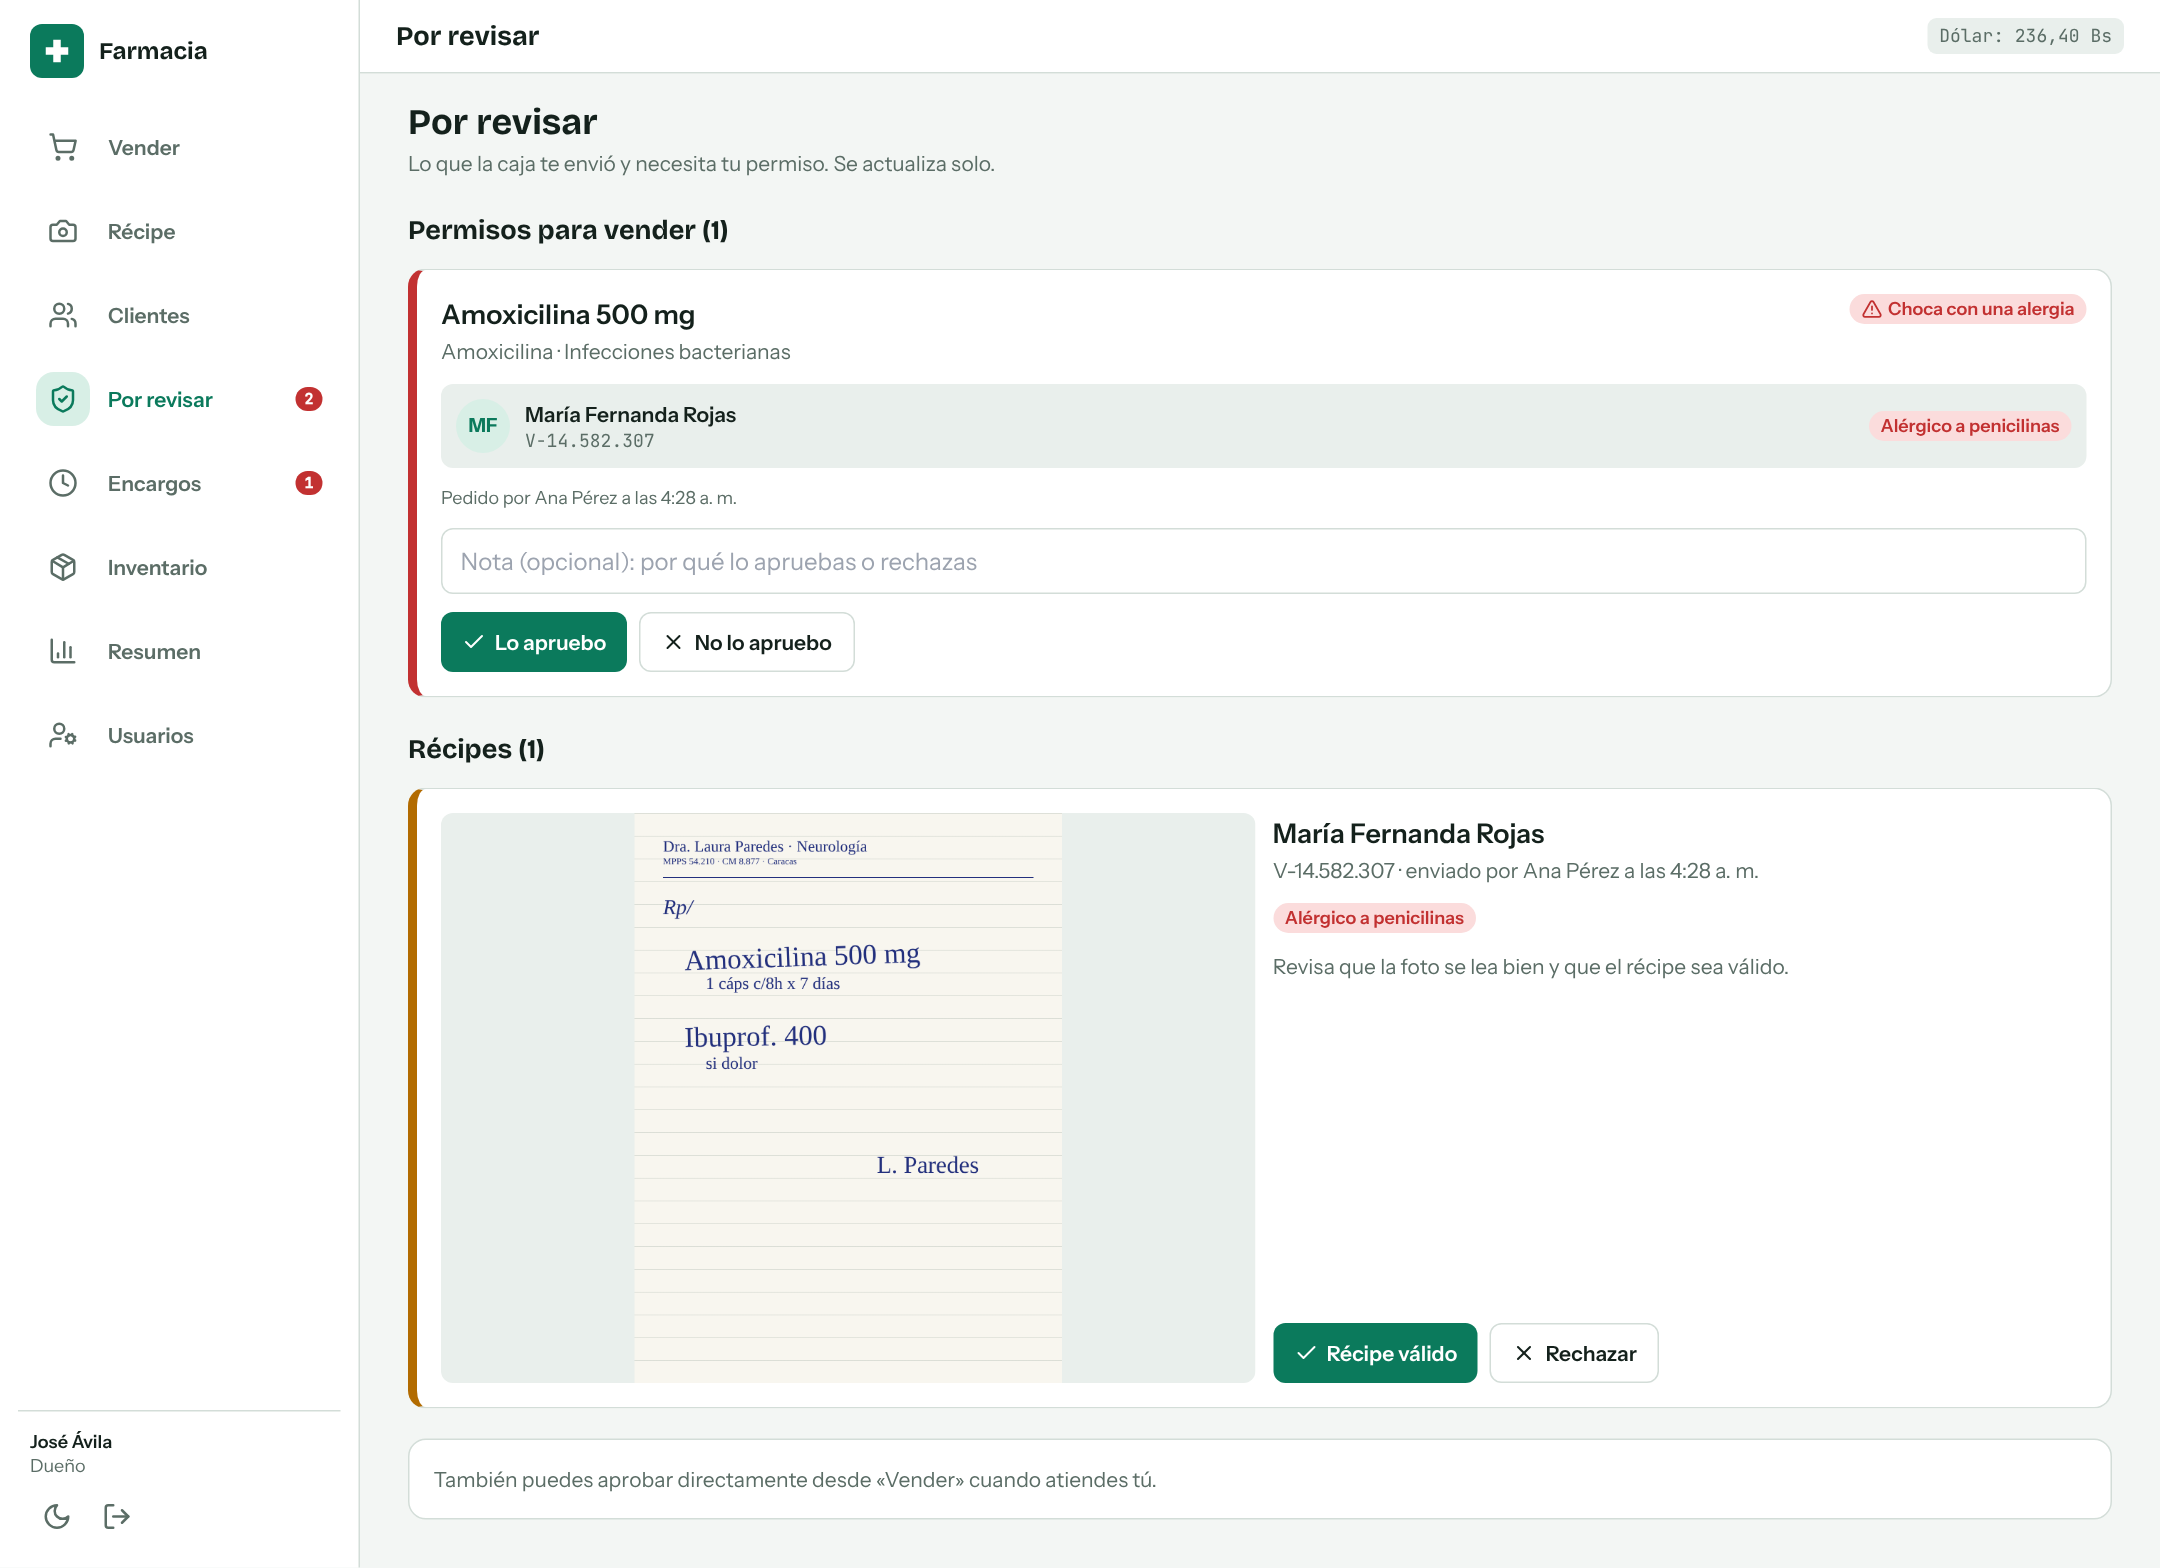 Farmacia
Vender
Récipe
Clientes
Por revisar
2
Encargos
1
Inventario
Resumen
Usuarios
José Ávila
Dueño
Por revisar
Dólar: 236,40 Bs
Por revisar
Lo que la caja te envió y necesita tu permiso. Se actualiza solo.
Permisos para vender (1)
Amoxicilina 500 mg
Choca con una alergia
Amoxicilina · Infecciones bacterianas
MF
María Fernanda Rojas
V-14.582.307
Alérgico a penicilinas
Pedido por Ana Pérez a las 4:28 a. m.
Nota (opcional): por qué lo apruebas o rechazas
Lo apruebo
No lo apruebo
Récipes (1)
Dra. Laura Paredes · Neurología
MPPS 54.210 · CM 8.877 · Caracas
Rp/
Amoxicilina 500 mg
1 cáps c/8h x 7 días
Ibuprof. 400
si dolor
L. Paredes
María Fernanda Rojas
V-14.582.307 · enviado por Ana Pérez a las 4:28 a. m.
Alérgico a penicilinas
Revisa que la foto se lea bien y que el récipe sea válido.
Récipe válido
Rechazar
También puedes aprobar directamente desde «Vender» cuando atiendes tú.